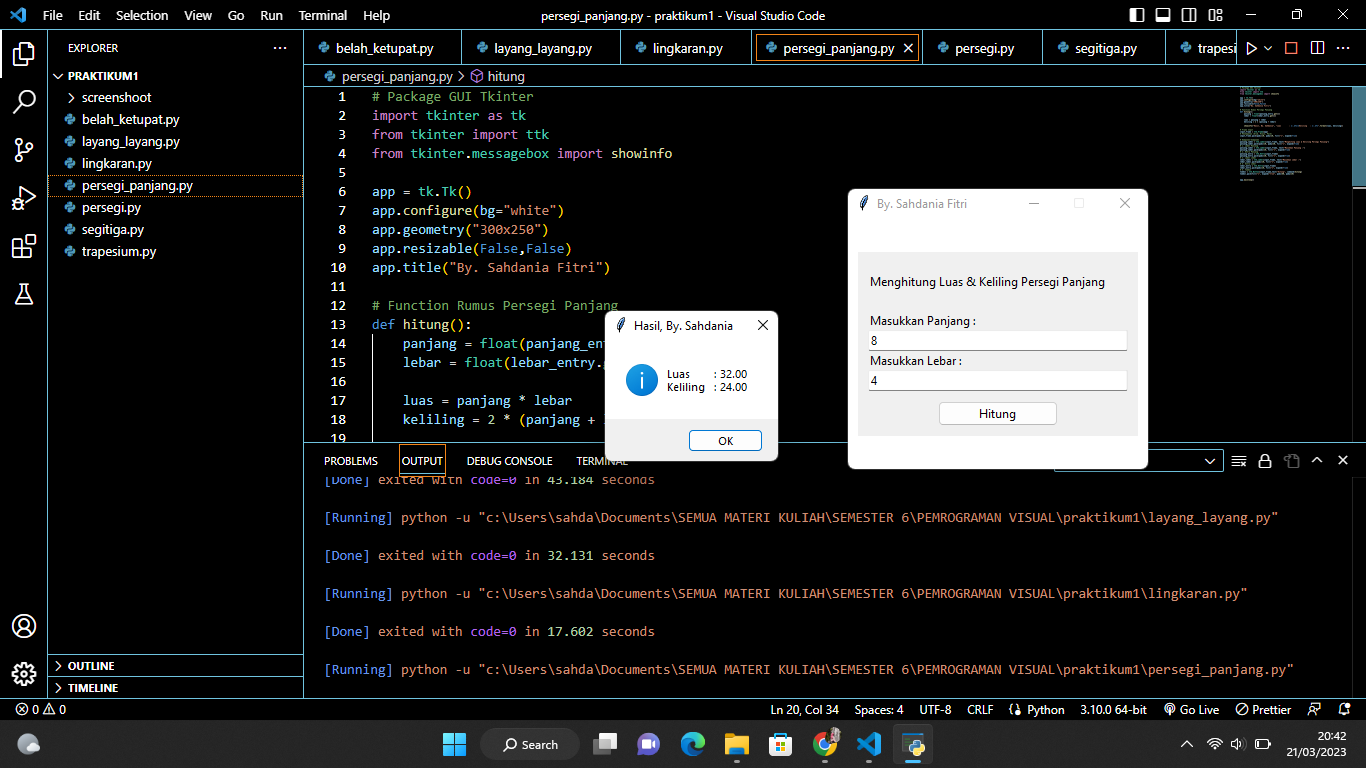 File Edit Selection View Go Run Terminal Help
persegi_panjang.py - praktikum1 - Visual Studio Code
EXPLORER
PRAKTIKUM1
screenshoot
belah_ketupat.py
layang_layang.py
lingkaran.py
persegi_panjang.py
persegi.py
segitiga.py
trapesium.py
OUTLINE
TIMELINE
belah_ketupat.py layang_layang.py lingkaran.py persegi_panjang.py persegi.py segitiga.py trapesi
persegi_panjang.py > hitung
1 # Package GUI Tkinter
2 import tkinter as tk
3 from tkinter import ttk
4 from tkinter.messagebox import showinfo
5
6 app = tk.Tk()
7 app.configure(bg="white")
8 app.geometry("300x250")
9 app.resizable(False,False)
10 app.title("By. Sahdania Fitri")
11
12 # Function Rumus Persegi Panjang
13 def hitung():
14 panjang = float(panjang_ent
15 lebar = float(lebar_entry.
16
17 luas = panjang * lebar
18 keliling = 2 * (panjang +
19
Hasil, By. Sahdania
Luas : 32.00
Keliling : 24.00
OK
By. Sahdania Fitri
Menghitung Luas & Keliling Persegi Panjang
Masukkan Panjang :
8
Masukkan Lebar :
4
Hitung
PROBLEMS OUTPUT DEBUG CONSOLE TERMINAL
[Done] exited with code=0 in 43.184 seconds
[Running] python -u "c:\Users\sahda\Documents\SEMUA MATERI KULIAH\SEMESTER 6\PEMROGRAMAN VISUAL\praktikum1\layang_layang.py"
[Done] exited with code=0 in 32.131 seconds
[Running] python -u "c:\Users\sahda\Documents\SEMUA MATERI KULIAH\SEMESTER 6\PEMROGRAMAN VISUAL\praktikum1\lingkaran.py"
[Done] exited with code=0 in 17.602 seconds
[Running] python -u "c:\Users\sahda\Documents\SEMUA MATERI KULIAH\SEMESTER 6\PEMROGRAMAN VISUAL\praktikum1\persegi_panjang.py"
0 0 Ln 20, Col 34 Spaces: 4 UTF-8 CRLF Python 3.10.0 64-bit Go Live Prettier
Search
20:42
21/03/2023